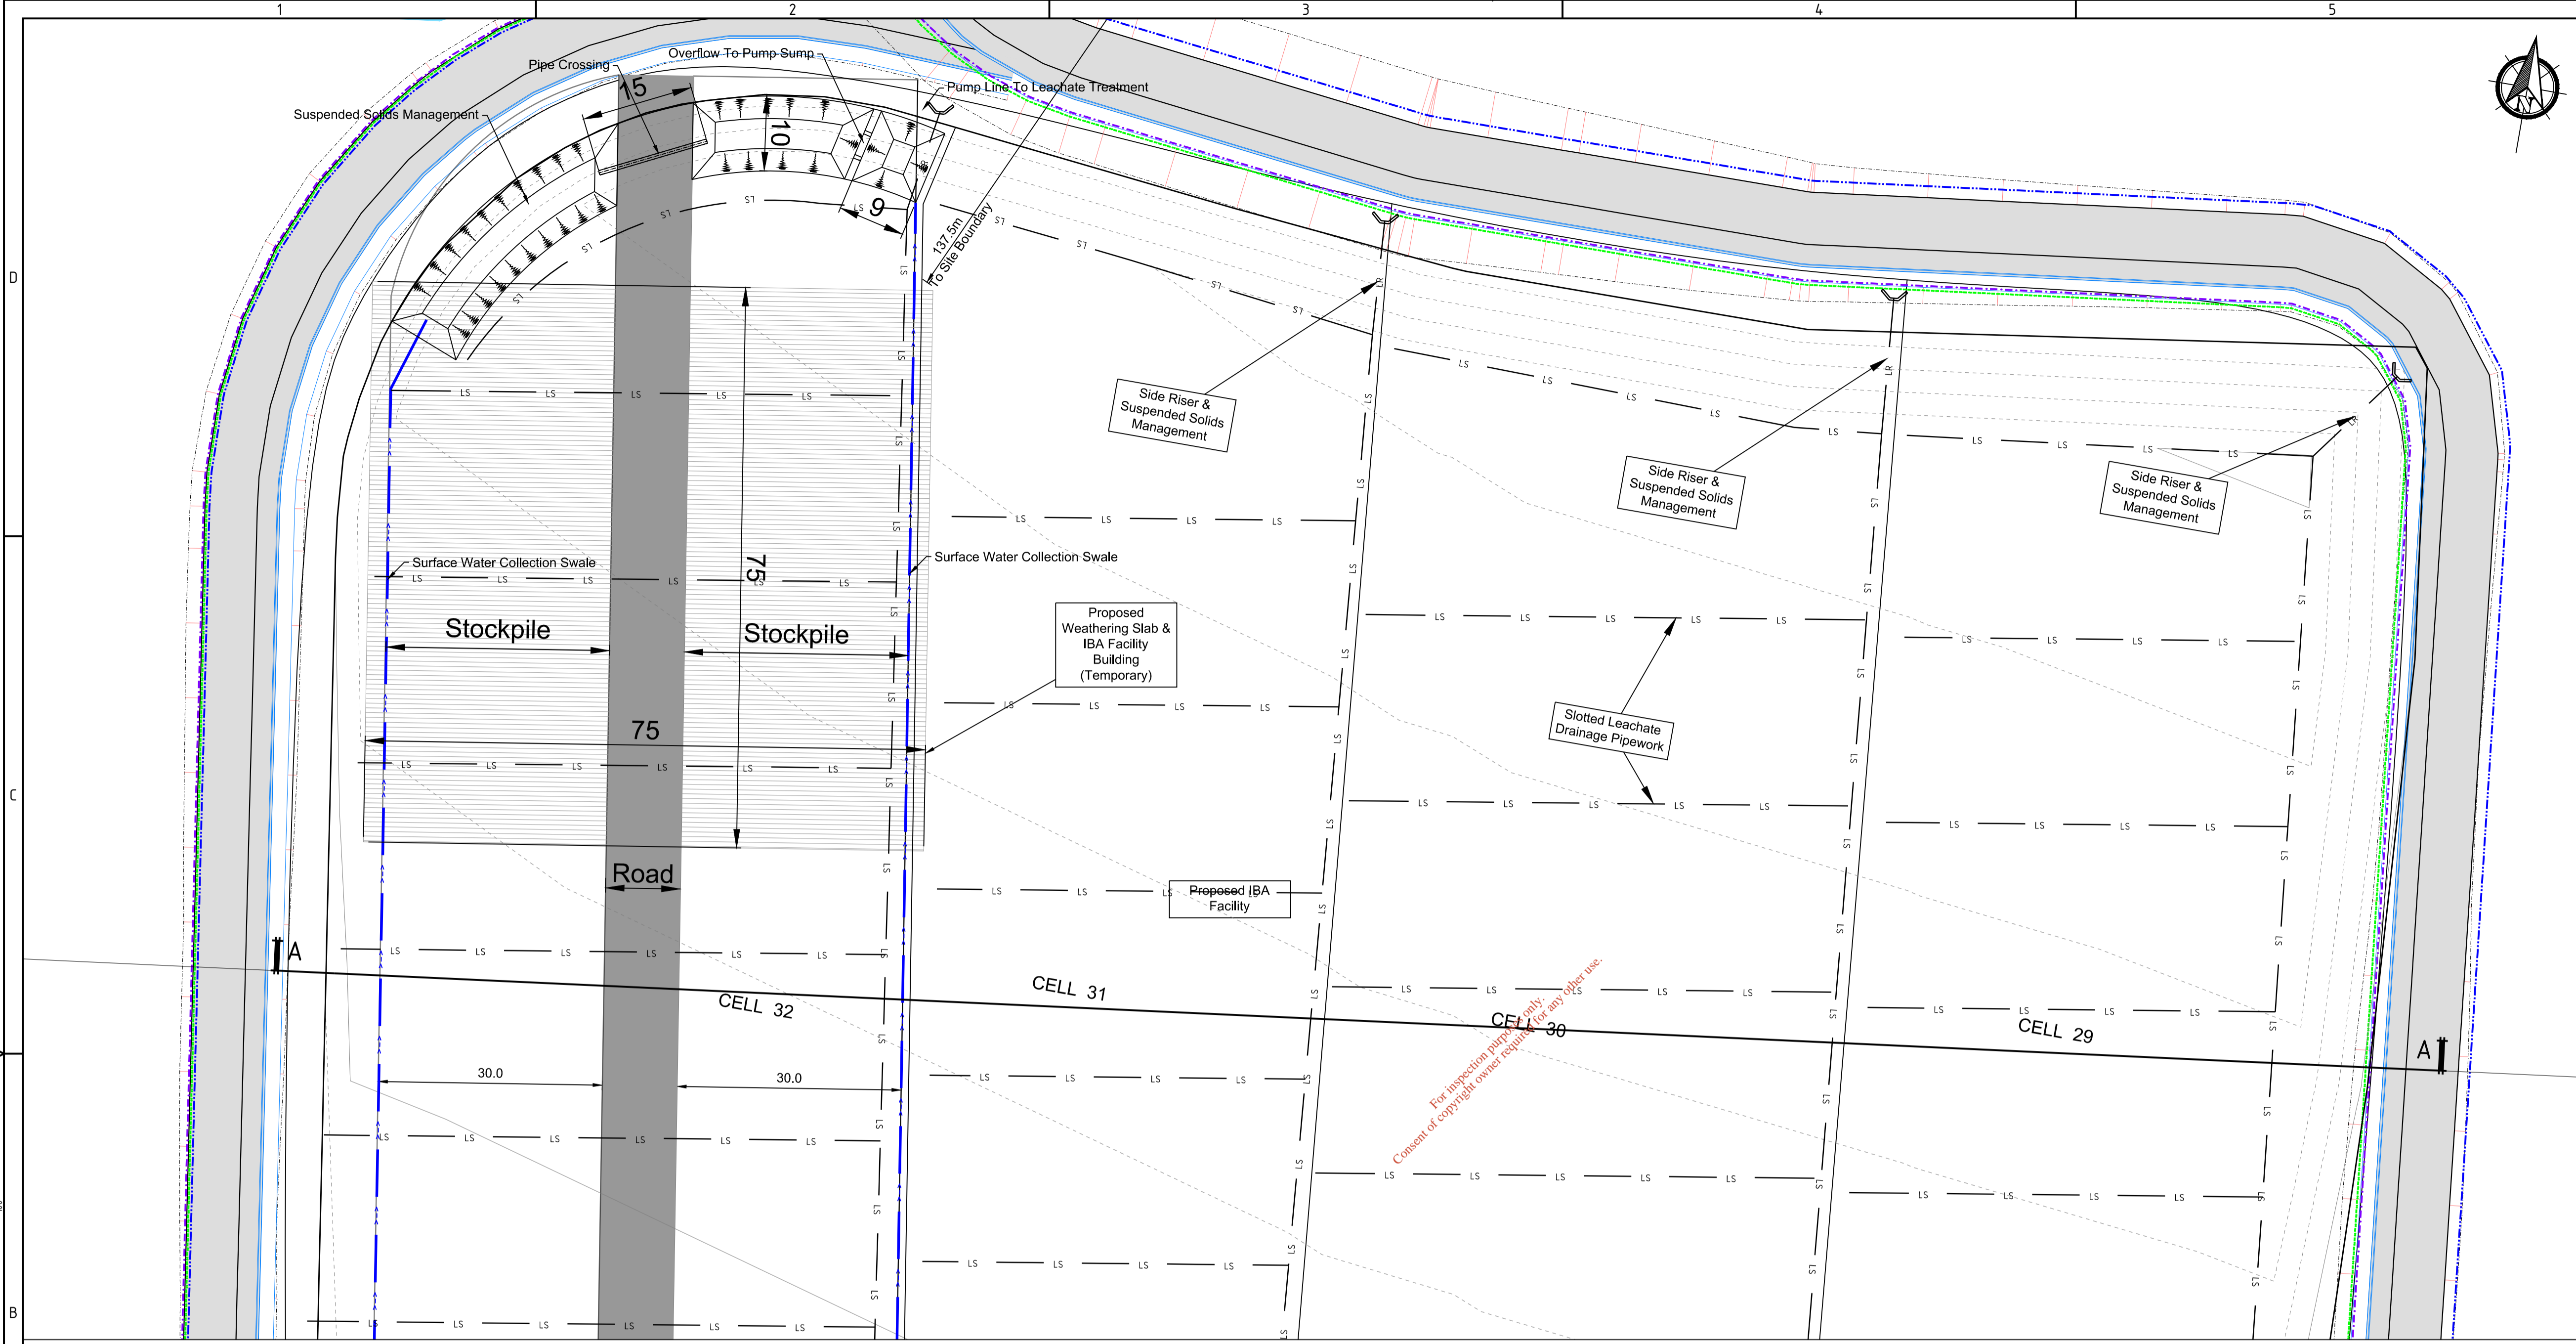 1 2 3 4 5
Overflow To Pump Sump
Pipe Crossing
15
Pump Line To Leachate Treatment
Suspended Solids Management
10
9
137.5m
To Site Boundary
D
Side Riser &
Suspended Solids
Management
Side Riser &
Suspended Solids
Management
Side Riser &
Suspended Solids
Management
LR
LR
LS
Surface Water Collection Swale
75
Surface Water Collection Swale
Stockpile
Stockpile
Proposed
Weathering Slab &
IBA Facility
Building
(Temporary)
75
Slotted Leachate
Drainage Pipework
C
Road
Proposed IBA
Facility
A
CELL 32
CELL 31
CELL 30
CELL 29
A
30.0
30.0
For inspection purposes only.
Consent of copyright owner required for any other use.
B